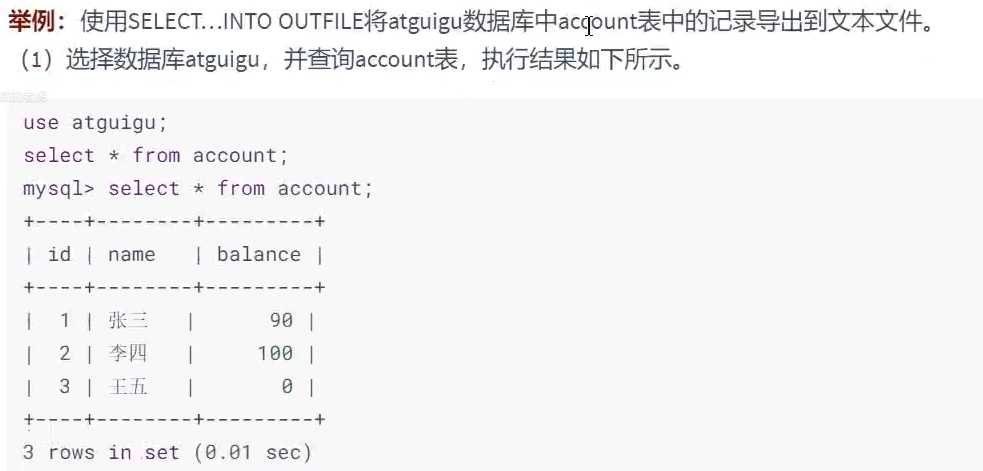 举例：使用SELECT…INTO OUTFILE将atguigu数据库中account表中的记录导出到文本文件。
（1）选择数据库atguigu，并查询account表，执行结果如下所示。
use atguigu;
select * from account;
mysql> select * from account;
+----+--------+---------+
| id | name   | balance |
+----+--------+---------+
|  1 | 张三   |      90 |
|  2 | 李四   |     100 |
|  3 | 王五   |       0 |
+----+--------+---------+
3 rows in set (0.01 sec)